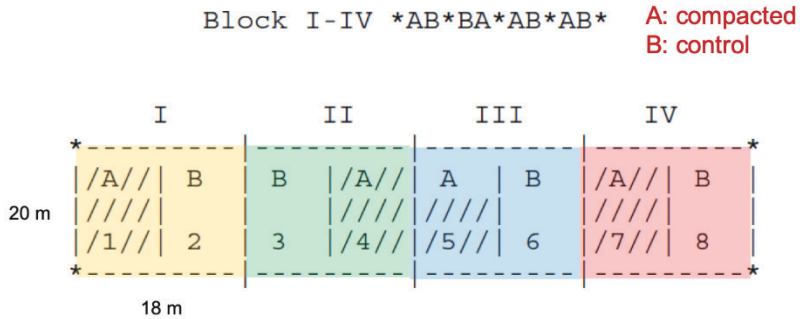 Block I-IV *AB*BA*AB*AB*
A: compacted
B: control
I II III IV
*---------|---------|---------|---------*
|/A//| B | B |/A//| A | B |/A//| B |
20 m |////| | |////|////| | |////| |
|/1//| 2 | 3 |/4//|/5//| 6 |/7//| 8 |
*---------|---------|---------|---------*
18 m